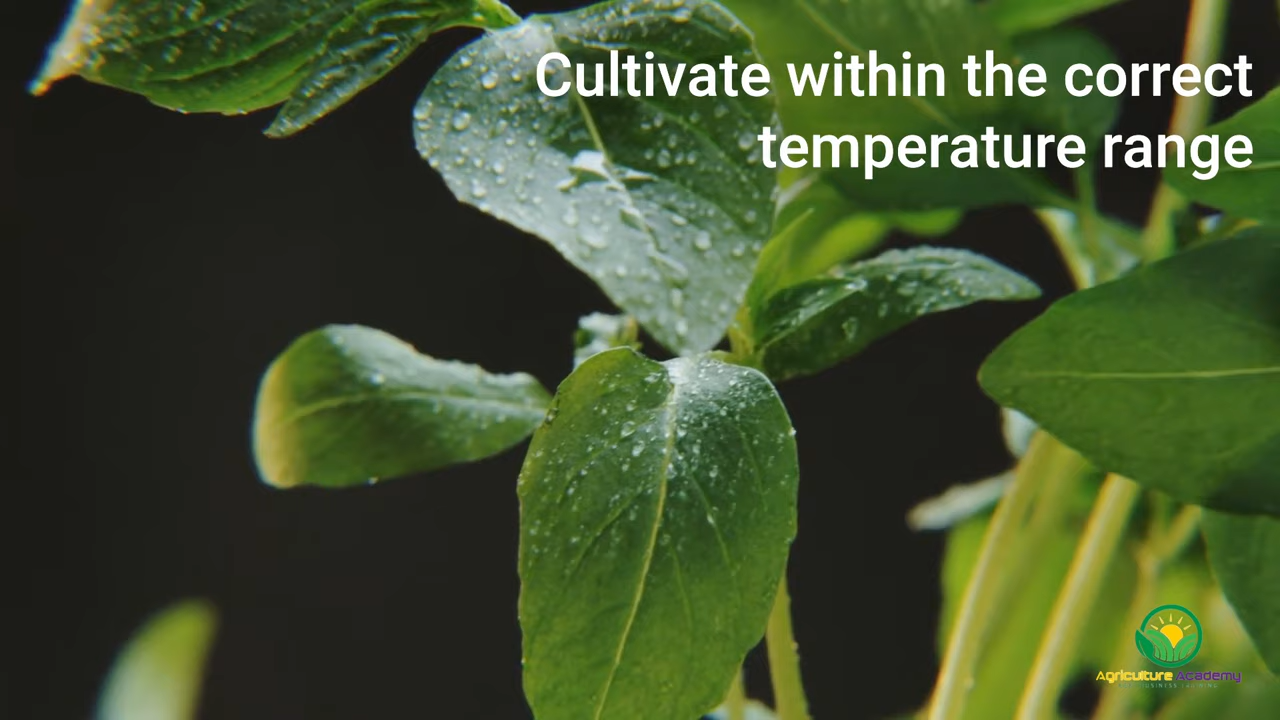 Cultivate within the correct
temperature range
Agriculture Academy